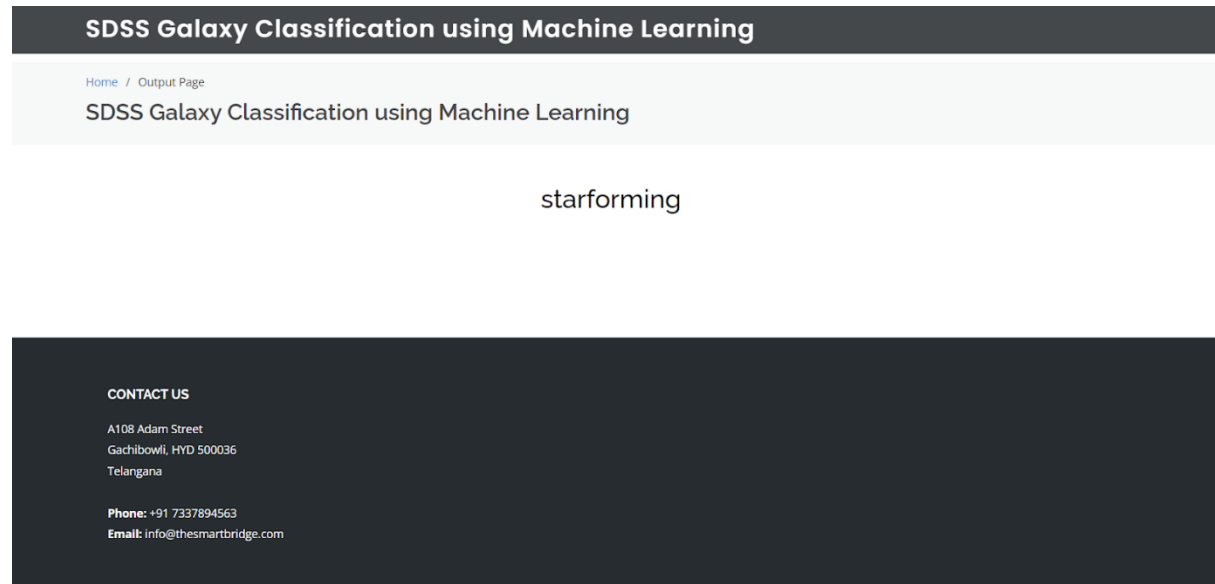 SDSS Galaxy Classification using Machine Learning
Home / Output Page
SDSS Galaxy Classification using Machine Learning
starforming
CONTACT US
A108 Adam Street
Gachibowli, HYD 500036
Telangana
Phone: +91 7337894563
Email: info@thesmartbridge.com